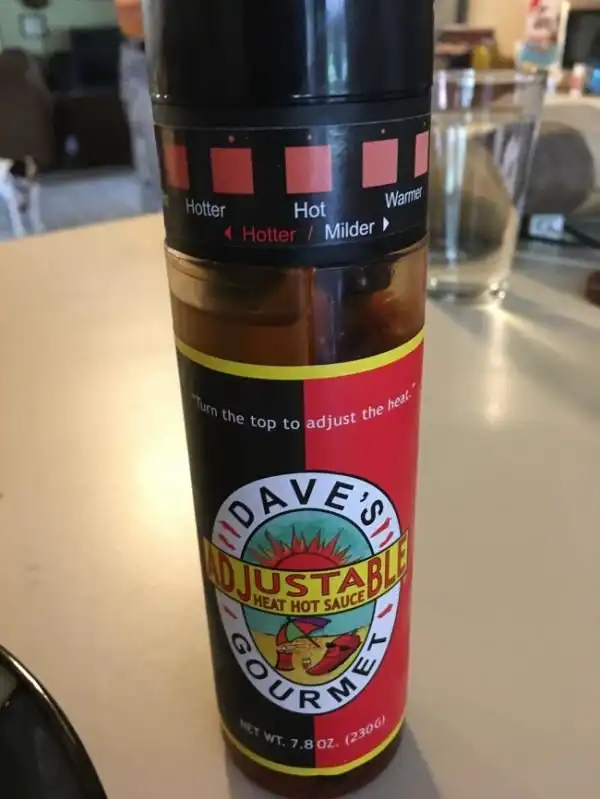 Hotter Hot Warmer
Hotter / Milder
"Turn the top to adjust the heat."
DAVE'S
ADJUSTABLE
HEAT HOT SAUCE
GOURMET
NET WT. 7.8 OZ. (230G)